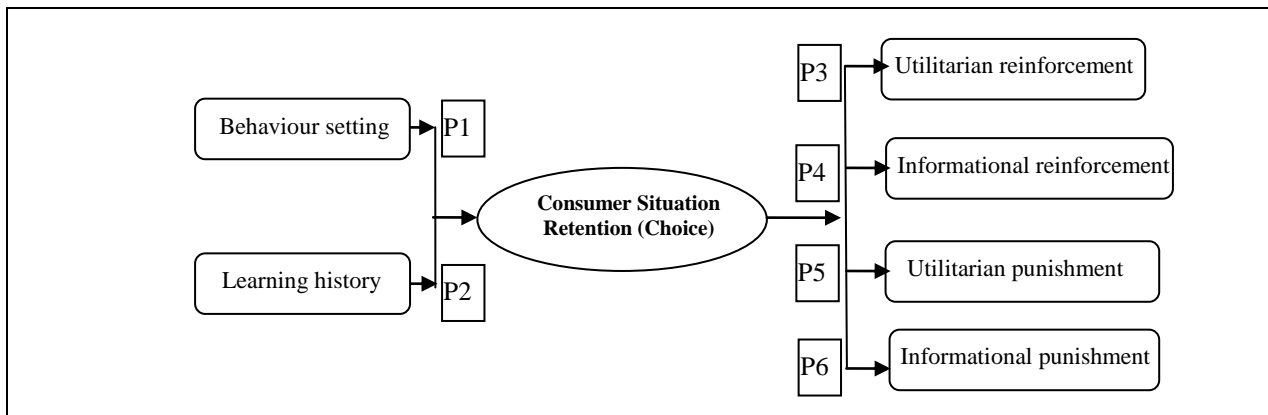 Behaviour setting
P1
Learning history
P2
Consumer Situation
Retention (Choice)
P3
Utilitarian reinforcement
P4
Informational reinforcement
P5
Utilitarian punishment
P6
Informational punishment